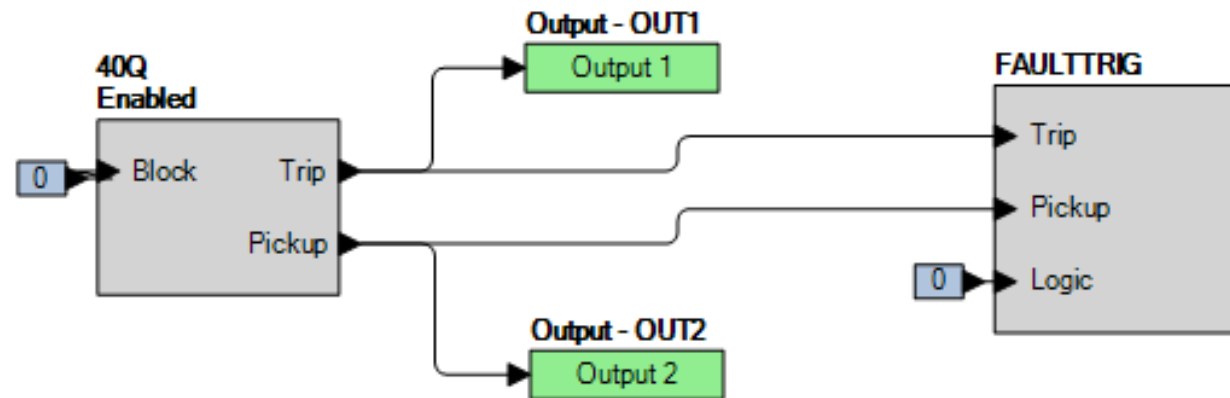 Output - OUT1
Output 1
40Q
Enabled
0
Block
Trip
Pickup
Output - OUT2
Output 2
FAULTTRIG
Trip
Pickup
0
Logic